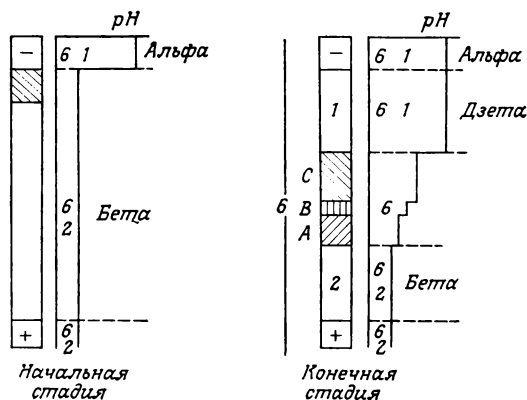 pH
−
6 1
Альфа
6
2
Бета
+
6
2
Начальная
стадия
pH
−
6 1
Альфа
1
6 1
Дзета
C
6
B
6
A
2
6
2
Бета
+
6
2
Конечная
стадия